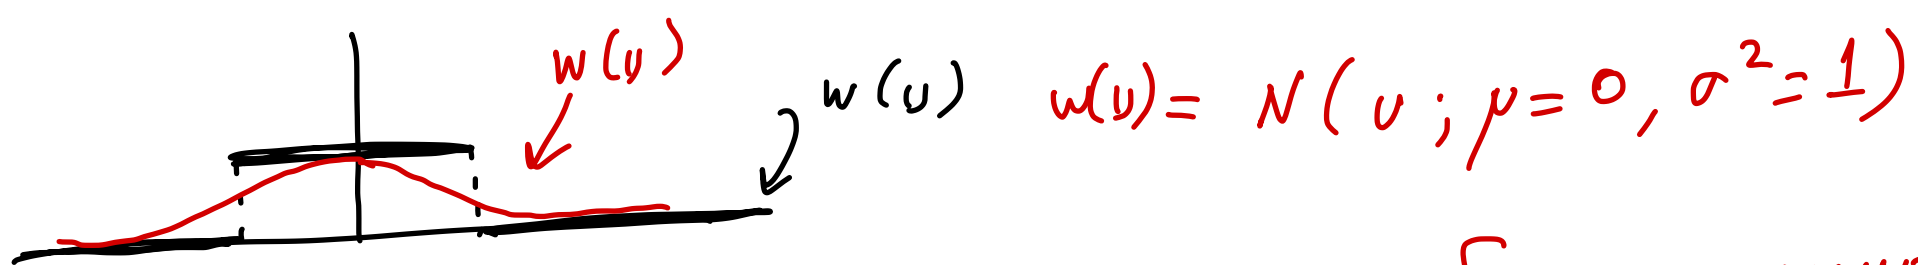 w(u)
w(u)
w(u) = N(u; μ = 0, σ² = 1)